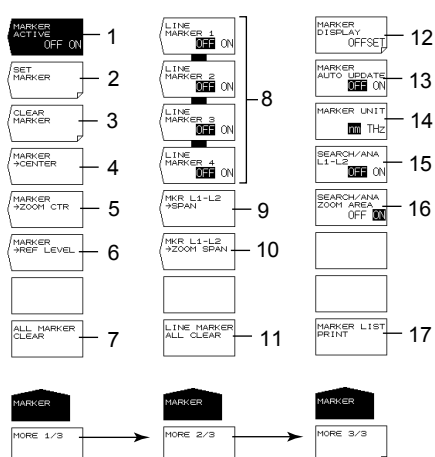 MARKER
ACTIVE
OFF ON
1
SET
MARKER
2
CLEAR
MARKER
3
MARKER
→CENTER
4
MARKER
→ZOOM CTR
5
MARKER
→REF LEVEL
6
ALL MARKER
CLEAR
7
MARKER
MORE 1/3
LINE
MARKER 1
OFF ON
LINE
MARKER 2
OFF ON
LINE
MARKER 3
OFF ON
LINE
MARKER 4
OFF ON
8
MKR L1-L2
→SPAN
9
MKR L1-L2
→ZOOM SPAN
10
LINE MARKER
ALL CLEAR
11
MARKER
MORE 2/3
MARKER
DISPLAY
OFFSET
12
MARKER
AUTO UPDATE
OFF ON
13
MARKER UNIT
nm THz
14
SEARCH/ANA
L1-L2
OFF ON
15
SEARCH/ANA
ZOOM AREA
OFF ON
16
MARKER LIST
PRINT
17
MARKER
MORE 3/3